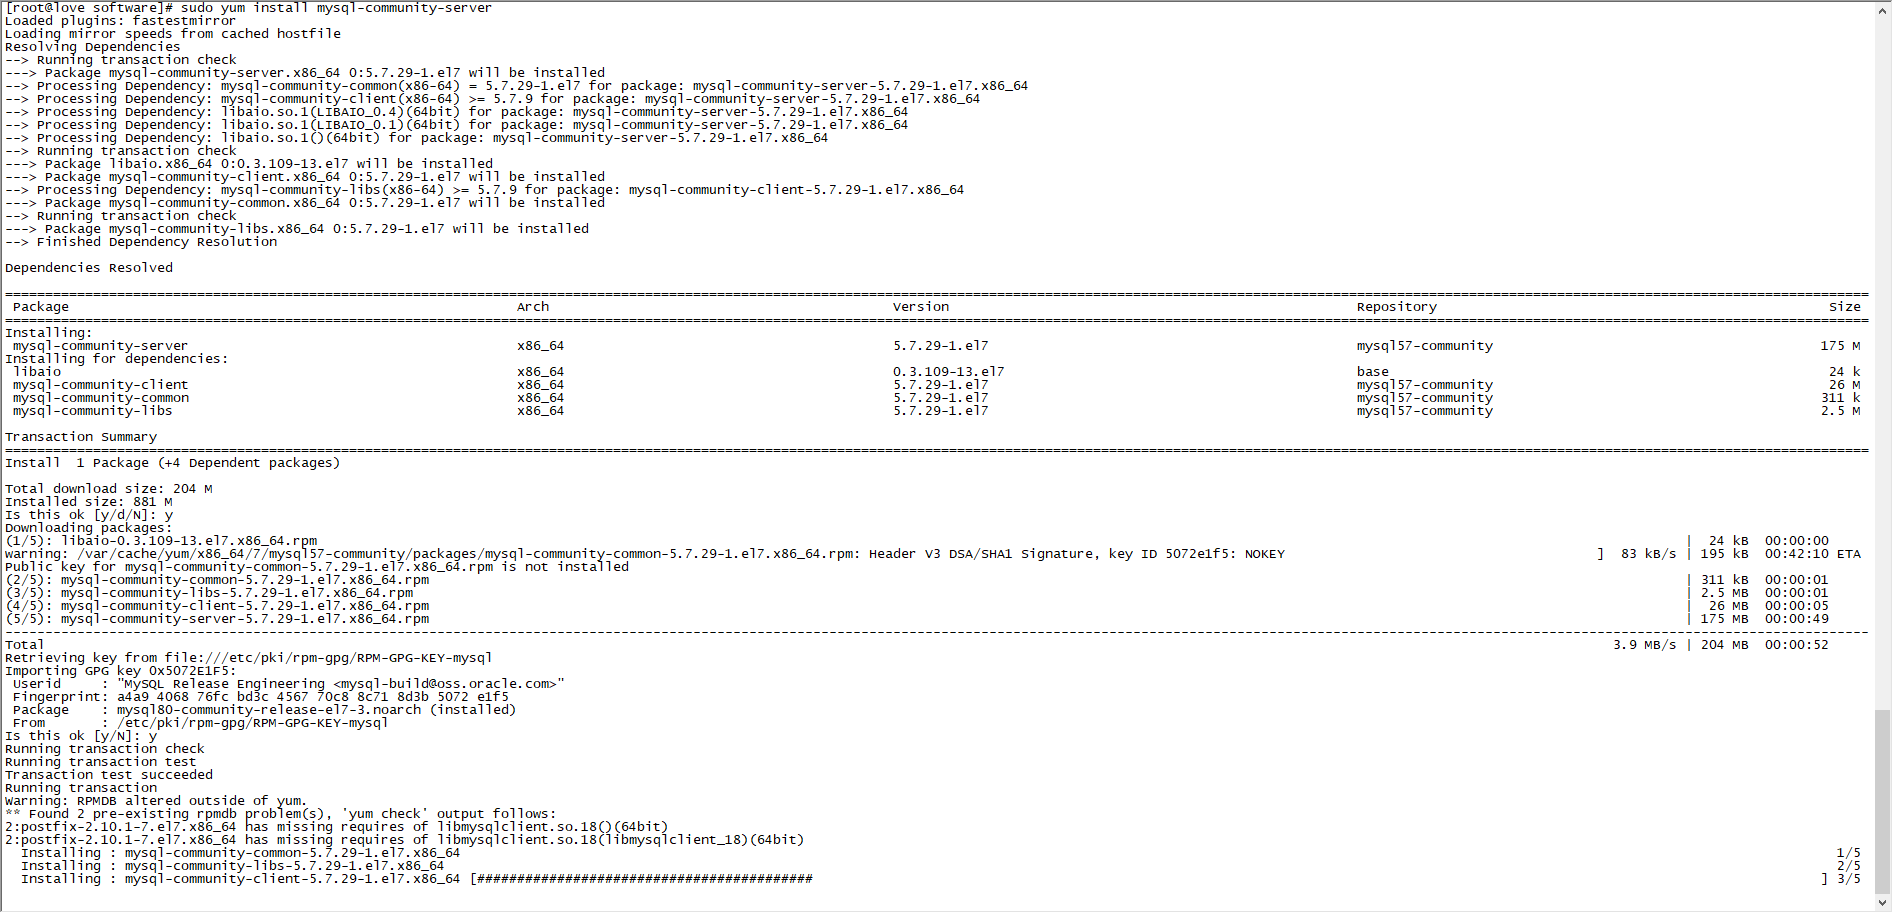 [root@love software]# sudo yum install mysql-community-server
Loaded plugins: fastestmirror
Loading mirror speeds from cached hostfile
Resolving Dependencies
--> Running transaction check
---> Package mysql-community-server.x86_64 0:5.7.29-1.el7 will be installed
--> Processing Dependency: mysql-community-common(x86-64) = 5.7.29-1.el7 for package: mysql-community-server-5.7.29-1.el7.x86_64
--> Processing Dependency: mysql-community-client(x86-64) >= 5.7.9 for package: mysql-community-server-5.7.29-1.el7.x86_64
--> Processing Dependency: libaio.so.1(LIBAIO_0.4)(64bit) for package: mysql-community-server-5.7.29-1.el7.x86_64
--> Processing Dependency: libaio.so.1(LIBAIO_0.1)(64bit) for package: mysql-community-server-5.7.29-1.el7.x86_64
--> Processing Dependency: libaio.so.1()(64bit) for package: mysql-community-server-5.7.29-1.el7.x86_64
--> Running transaction check
---> Package libaio.x86_64 0:0.3.109-13.el7 will be installed
---> Package mysql-community-client.x86_64 0:5.7.29-1.el7 will be installed
--> Processing Dependency: mysql-community-libs(x86-64) >= 5.7.9 for package: mysql-community-client-5.7.29-1.el7.x86_64
---> Package mysql-community-common.x86_64 0:5.7.29-1.el7 will be installed
--> Running transaction check
---> Package mysql-community-libs.x86_64 0:5.7.29-1.el7 will be installed
--> Finished Dependency Resolution
Dependencies Resolved
Package Arch Version Repository Size
Installing:
mysql-community-server x86_64 5.7.29-1.el7 mysql57-community 175 M
Installing for dependencies:
libaio x86_64 0.3.109-13.el7 base 24 k
mysql-community-client x86_64 5.7.29-1.el7 mysql57-community 26 M
mysql-community-common x86_64 5.7.29-1.el7 mysql57-community 311 k
mysql-community-libs x86_64 5.7.29-1.el7 mysql57-community 2.5 M
Transaction Summary
Install  1 Package (+4 Dependent packages)
Total download size: 204 M
Installed size: 881 M
Is this ok [y/d/N]: y
Downloading packages:
(1/5): libaio-0.3.109-13.el7.x86_64.rpm | 24 kB 00:00:00
warning: /var/cache/yum/x86_64/7/mysql57-community/packages/mysql-community-common-5.7.29-1.el7.x86_64.rpm: Header V3 DSA/SHA1 Signature, key ID 5072e1f5: NOKEY ] 83 kB/s | 195 kB 00:42:10 ETA
Public key for mysql-community-common-5.7.29-1.el7.x86_64.rpm is not installed
(2/5): mysql-community-common-5.7.29-1.el7.x86_64.rpm | 311 kB 00:00:01
(3/5): mysql-community-libs-5.7.29-1.el7.x86_64.rpm | 2.5 MB 00:00:01
(4/5): mysql-community-client-5.7.29-1.el7.x86_64.rpm | 26 MB 00:00:05
(5/5): mysql-community-server-5.7.29-1.el7.x86_64.rpm | 175 MB 00:00:49
Total 3.9 MB/s | 204 MB 00:00:52
Retrieving key from file:///etc/pki/rpm-gpg/RPM-GPG-KEY-mysql
Importing GPG key 0x5072E1F5:
Userid     : "MySQL Release Engineering <mysql-build@oss.oracle.com>"
Fingerprint: a4a9 4068 76fc bd3c 4567 70c8 8c71 8d3b 5072 e1f5
Package    : mysql80-community-release-el7-3.noarch (installed)
From       : /etc/pki/rpm-gpg/RPM-GPG-KEY-mysql
Is this ok [y/N]: y
Running transaction check
Running transaction test
Transaction test succeeded
Running transaction
Warning: RPMDB altered outside of yum.
** Found 2 pre-existing rpmdb problem(s), 'yum check' output follows:
2:postfix-2.10.1-7.el7.x86_64 has missing requires of libmysqlclient.so.18()(64bit)
2:postfix-2.10.1-7.el7.x86_64 has missing requires of libmysqlclient.so.18(libmysqlclient_18)(64bit)
Installing : mysql-community-common-5.7.29-1.el7.x86_64 1/5
Installing : mysql-community-libs-5.7.29-1.el7.x86_64 2/5
Installing : mysql-community-client-5.7.29-1.el7.x86_64 [########################################## ] 3/5